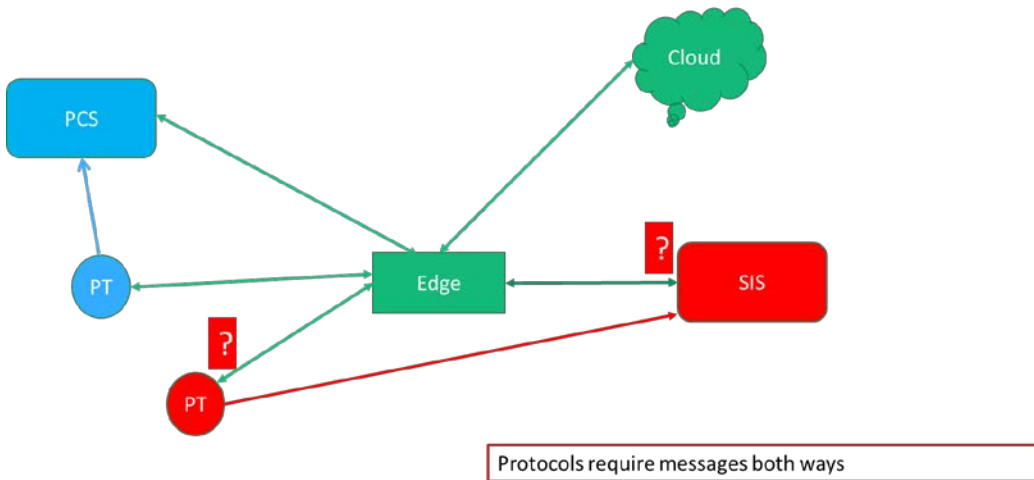 Cloud
PCS
?
PT
Edge
SIS
?
PT
Protocols require messages both ways